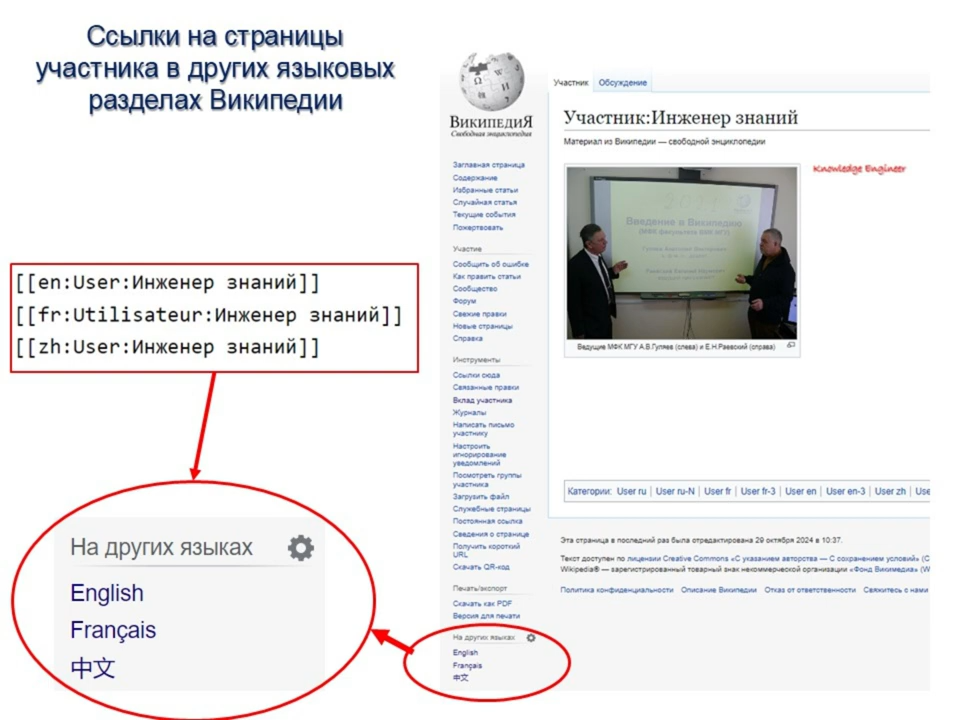 Ссылки на страницы
участника в других языковых
разделах Википедии
[[en:User:Инженер знаний]]
[[fr:Utilisateur:Инженер знаний]]
[[zh:User:Инженер знаний]]
На других языках
English
Français
中文
ВикипедиЯ
Свободная энциклопедия
Заглавная страница
Содержание
Избранные статьи
Случайная статья
Текущие события
Пожертвовать
Участие
Сообщить об ошибке
Как править статьи
Сообщество
Форум
Свежие правки
Новые страницы
Справка
Инструменты
Ссылки сюда
Связанные правки
Вклад участника
Журналы
Написать письмо
участнику
Настроить
игнорирование
уведомлений
Посмотреть группы
участника
Загрузить файл
Служебные страницы
Постоянная ссылка
Сведения о странице
Получить короткий
URL
Скачать QR-код
Печать/экспорт
Скачать как PDF
Версия для печати
На других языках
English
Français
中文
Участник Обсуждение
Участник:Инженер знаний
Материал из Википедии — свободной энциклопедии
Knowledge Engineer
2011
Введение в Википедию
(МФК факультета ВМК МГУ)
Ведущие МФК МГУ А.В.Гуляев (слева) и Е.Н.Раевский (справа)
Категории: User ru | User ru-N | User fr | User fr-3 | User en | User en-3 | User zh | Use
Эта страница в последний раз была отредактирована 29 октября 2024 в 10:37.
Текст доступен по лицензии Creative Commons «С указанием авторства — С сохранением условий» (C
Wikipedia® — зарегистрированный товарный знак некоммерческой организации «Фонд Викимедиа» (W
Политика конфиденциальности Описание Википедии Отказ от ответственности Свяжитесь с нами